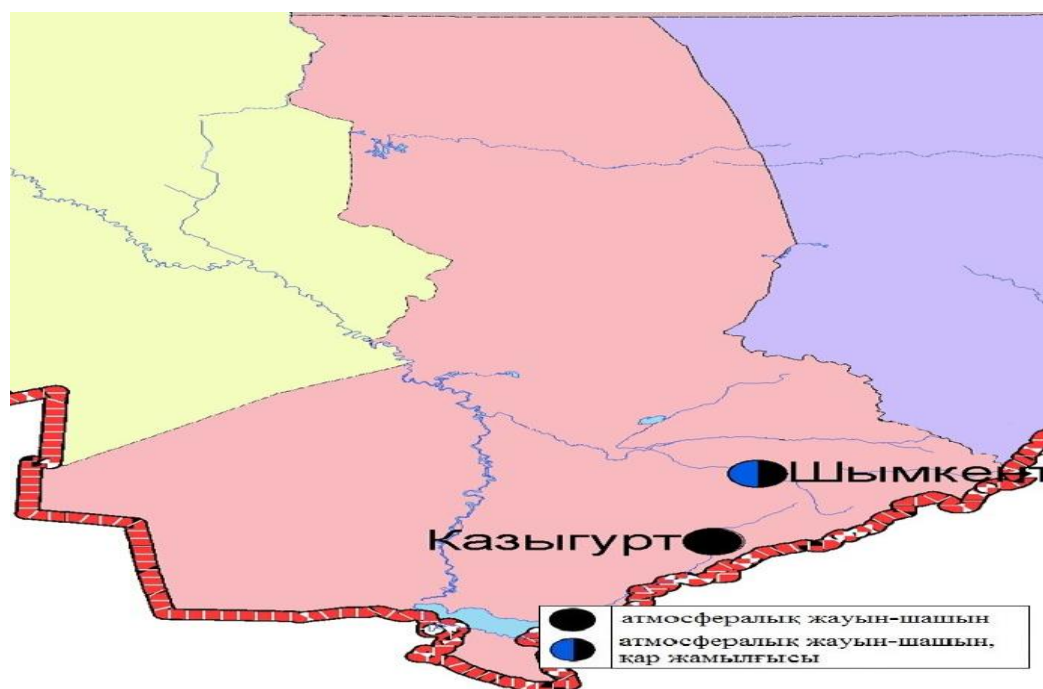 Шымкент
Казыгурт
атмосфералық жауын-шашын
атмосфералық жауын-шашын,
қар жамылғысы